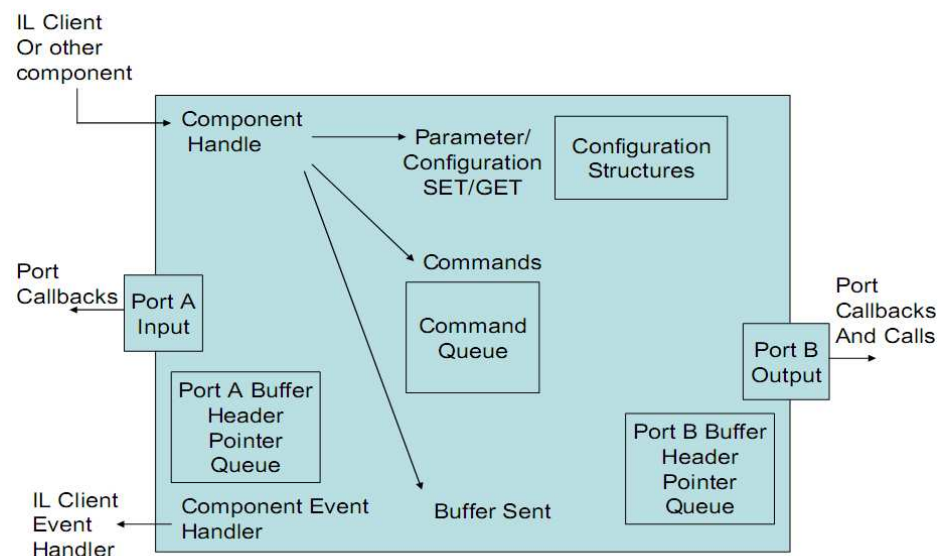 IL Client
Or other
component
Component
Handle
Parameter/
Configuration
SET/GET
Configuration
Structures
Commands
Command
Queue
Port
Callbacks
Port A
Input
Port
Callbacks
And Calls
Port B
Output
Port A Buffer
Header
Pointer
Queue
Port B Buffer
Header
Pointer
Queue
IL Client
Event
Handler
Component Event
Handler
Buffer Sent